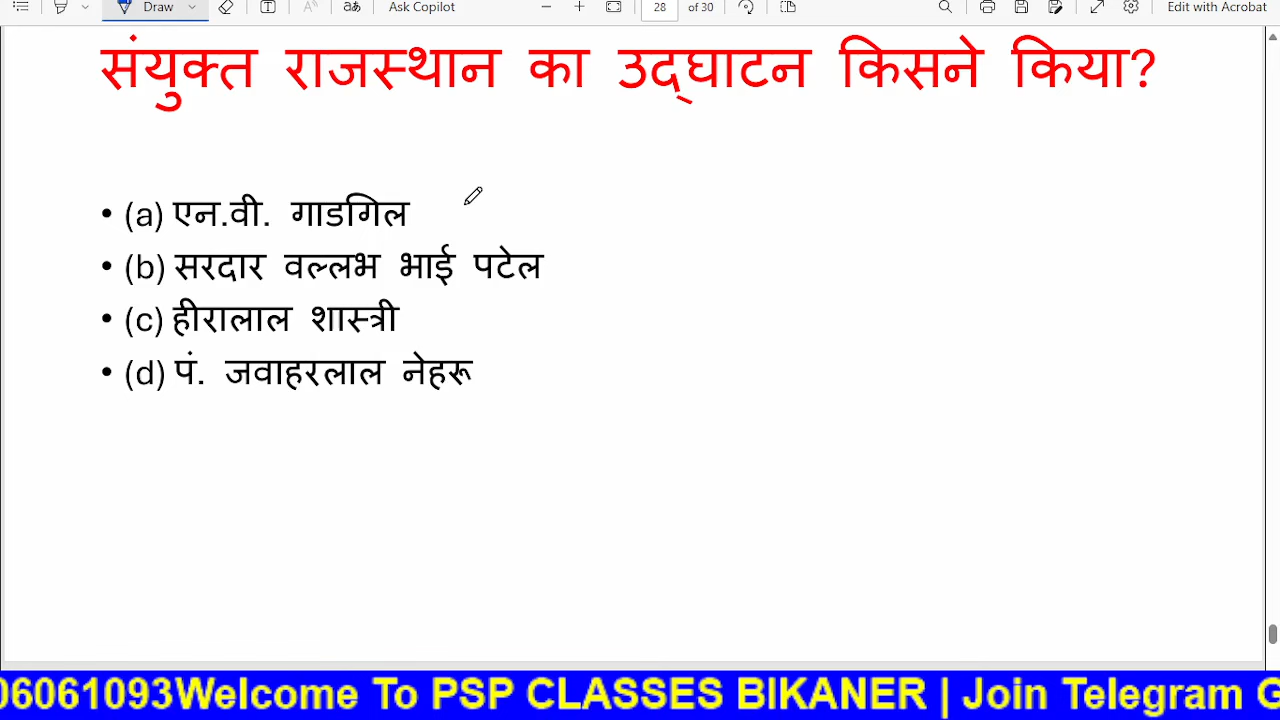 Draw Ask Copilot 28 of 30 Edit with Acrobat
संयुक्त राजस्थान का उद्घाटन किसने किया?
• (a) एन.वी. गाडगिल
• (b) सरदार वल्लभ भाई पटेल
• (c) हीरालाल शास्त्री
• (d) पं. जवाहरलाल नेहरू
06061093Welcome To PSP CLASSES BIKANER | Join Telegram G